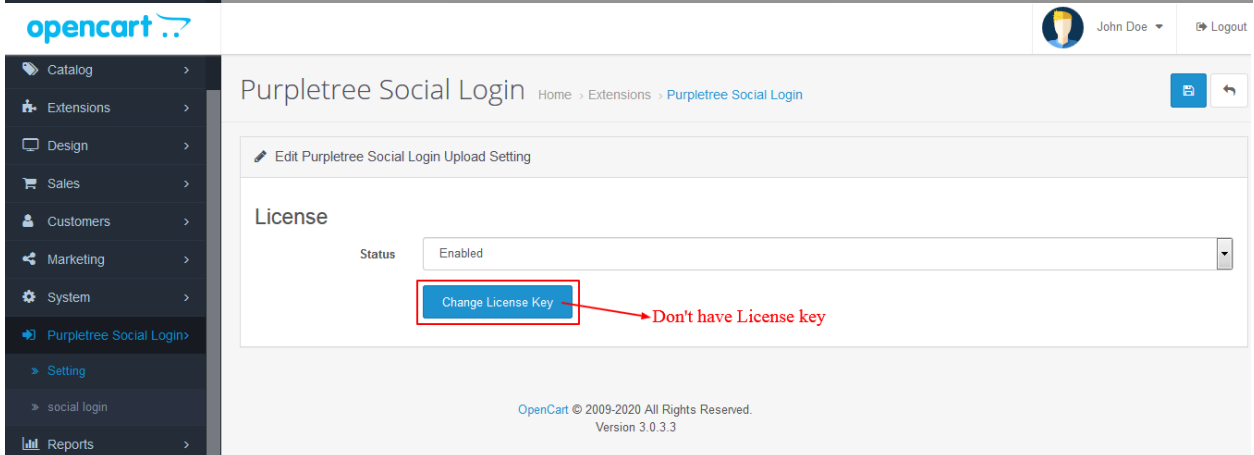 opencart
John Doe
Logout
Catalog >
Extensions >
Design >
Sales >
Customers >
Marketing >
System >
Purpletree Social Login>
Setting
social login
Reports >
Purpletree Social Login Home > Extensions > Purpletree Social Login
Edit Purpletree Social Login Upload Setting
License
Status Enabled
Change License Key
Don't have License key
OpenCart © 2009-2020 All Rights Reserved.
Version 3.0.3.3